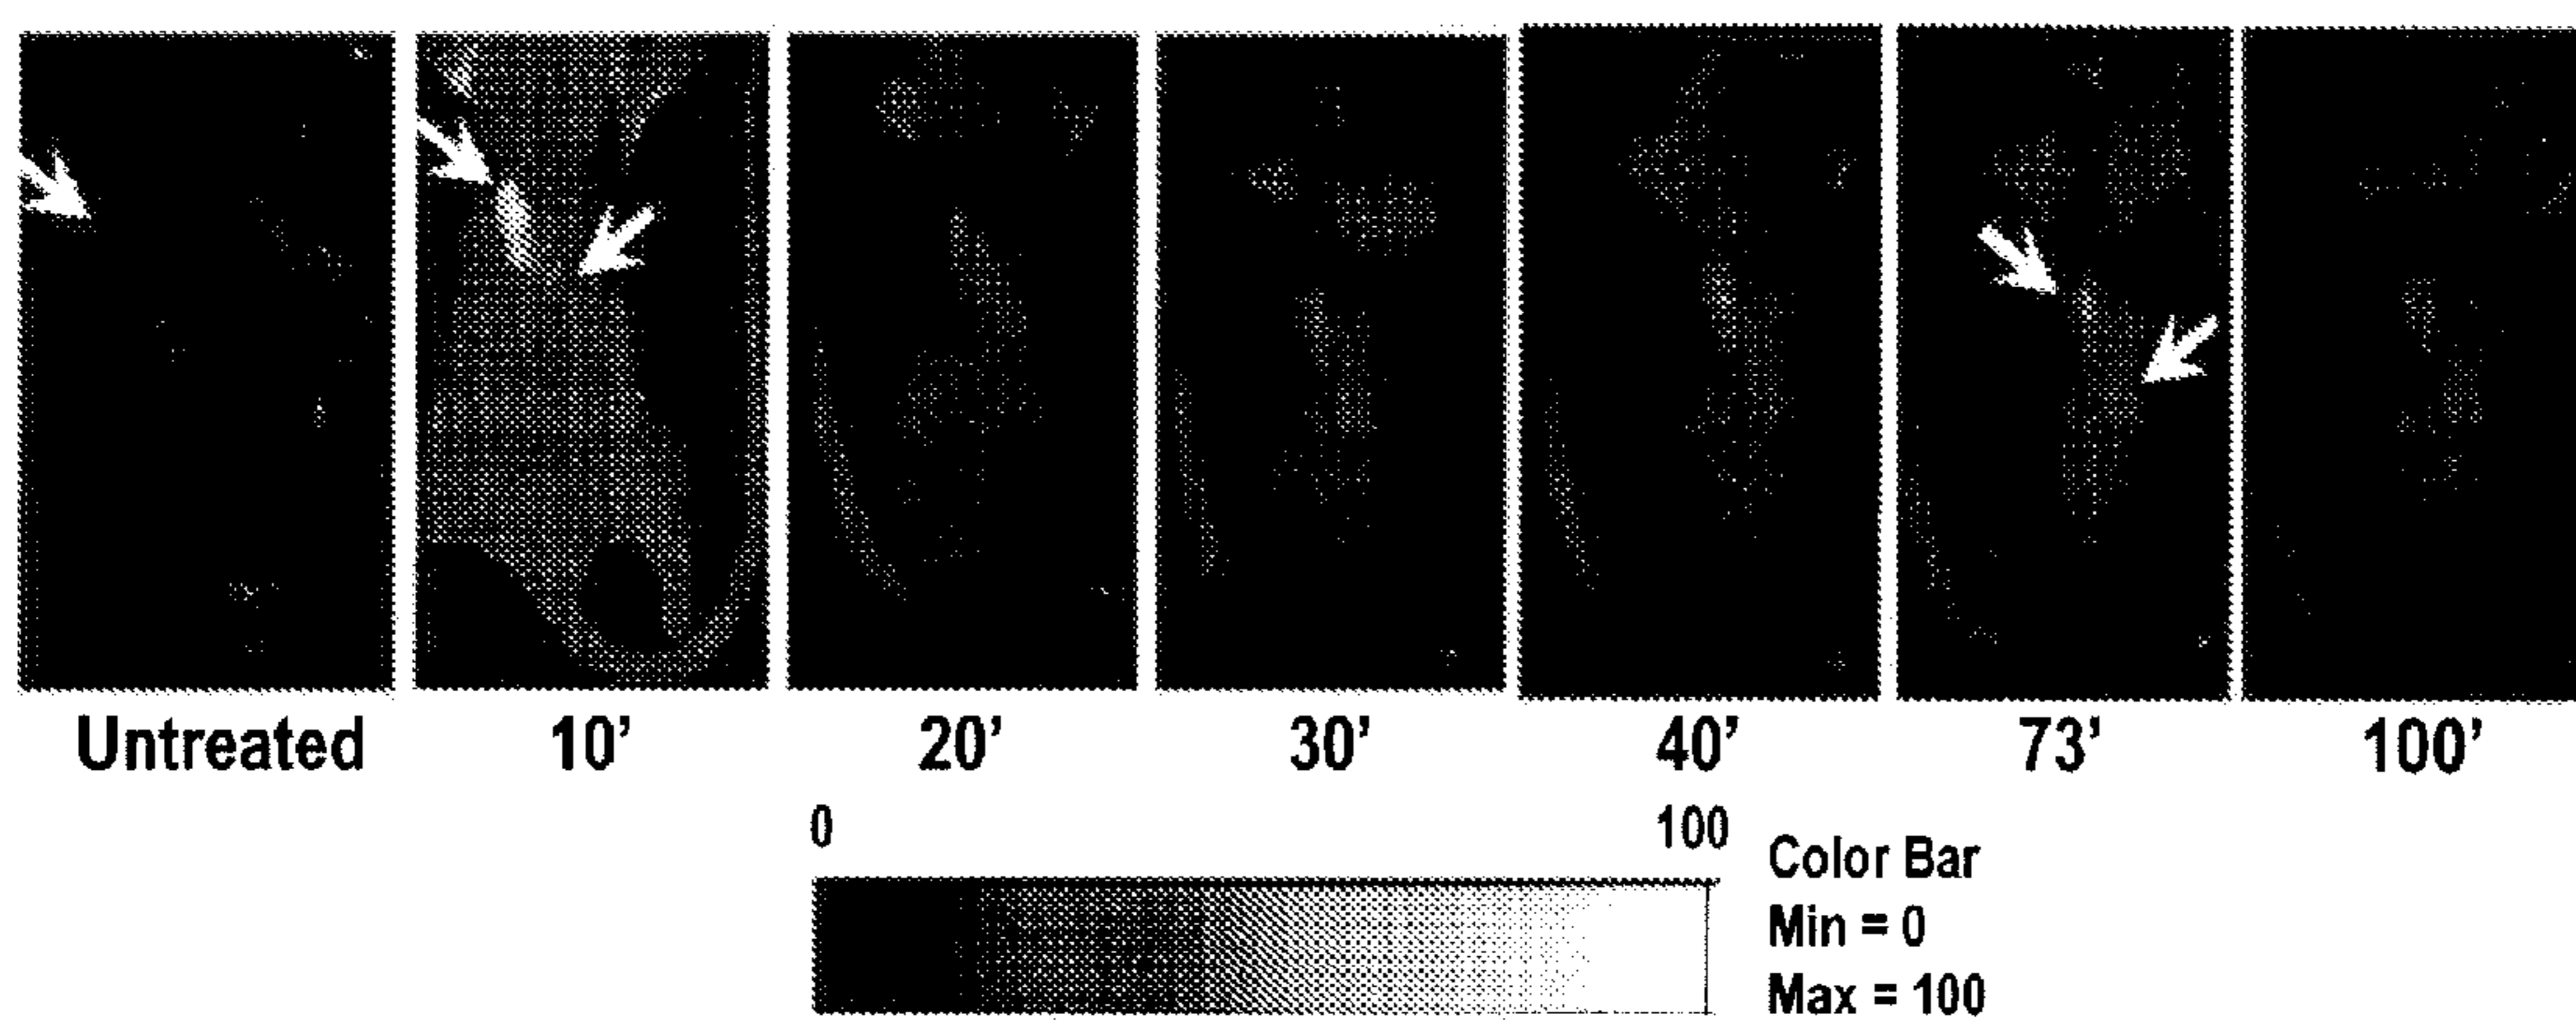 Untreated 10’ 20’ 30’ 40’ 73’ 100’
0 100
Color Bar
Min = 0
Max = 100